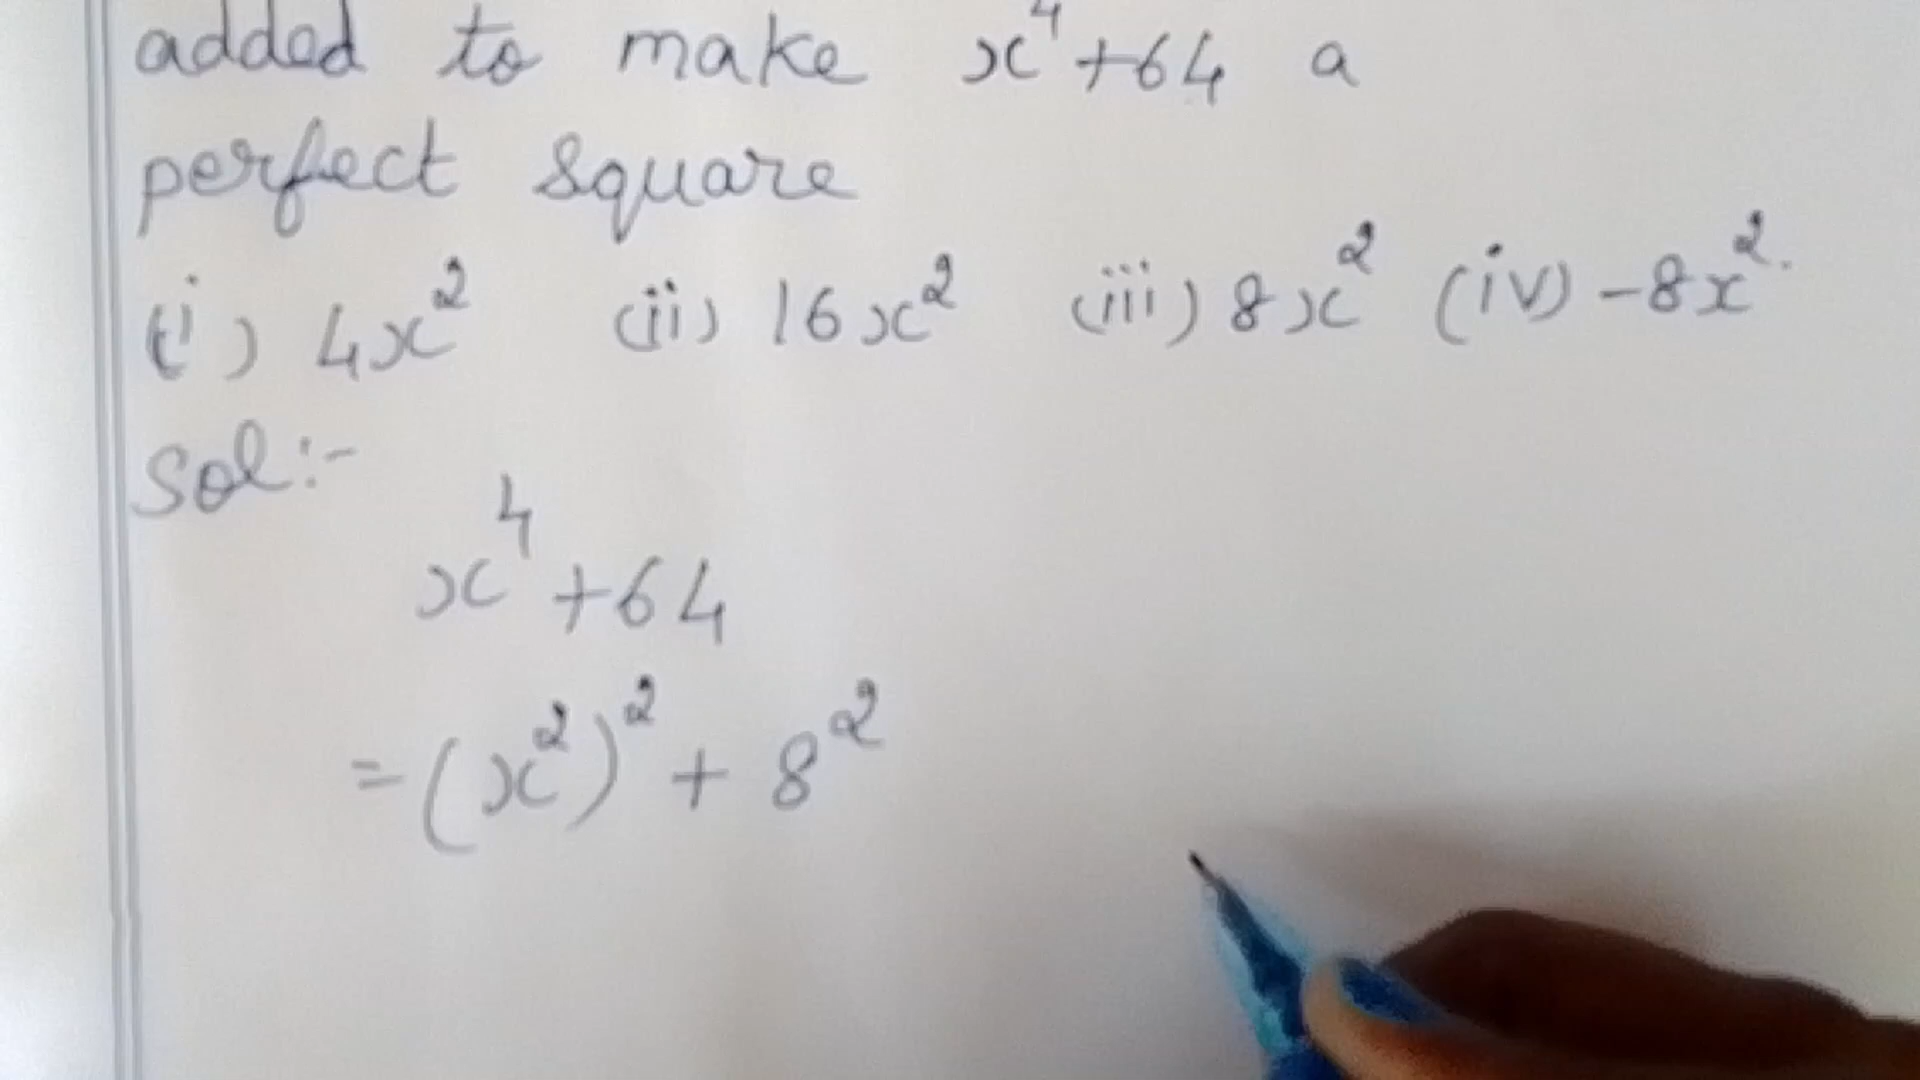 added to make x⁴+64 a
perfect square
(i) 4x² (ii) 16x² (iii) 8x² (iv) -8x².
Sol:-
x⁴+64
=(x²)²+8²